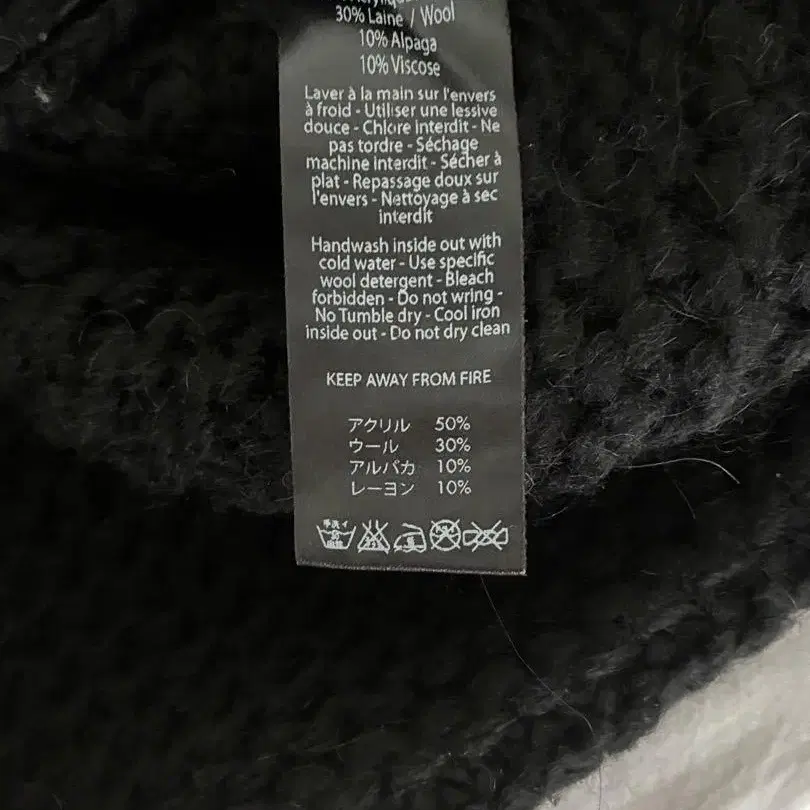 30% Laine / Wool
10% Alpaga
10% Viscose
Laver à la main sur l'envers
à froid - Utiliser une lessive
douce - Chlore interdit - Ne
pas tordre - Séchage
machine interdit - Sécher à
plat - Repassage doux sur
l'envers - Nettoyage à sec
interdit
Handwash inside out with
cold water - Use specific
wool detergent - Bleach
forbidden - Do not wring -
No Tumble dry - Cool iron
inside out - Do not dry clean
KEEP AWAY FROM FIRE
アクリル 50%
ウール 30%
アルパカ 10%
レーヨン 10%